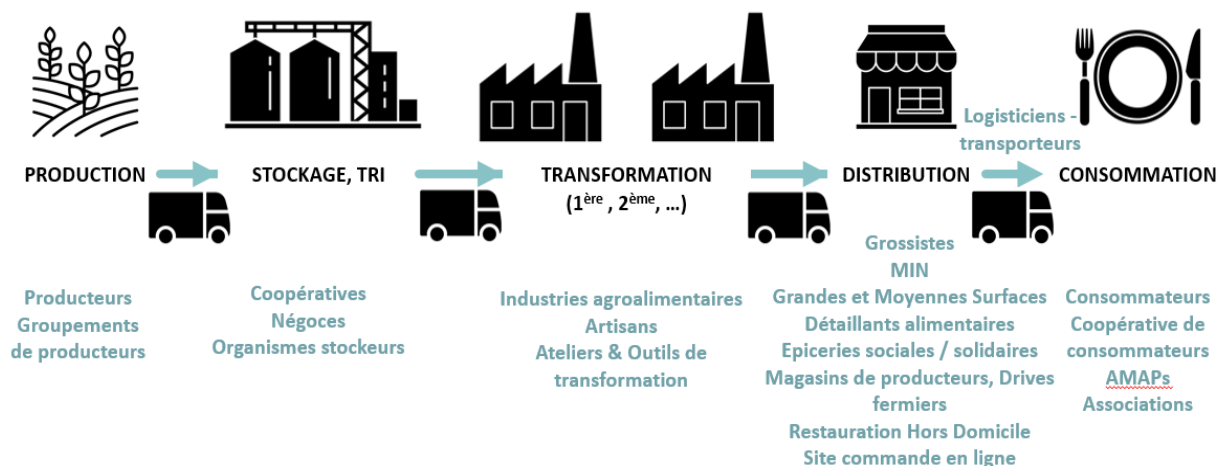 Logisticiens -
transporteurs
PRODUCTION
STOCKAGE, TRI
TRANSFORMATION
(1ère , 2ème, ...)
DISTRIBUTION
CONSOMMATION
Producteurs
Groupements
de producteurs
Coopératives
Négoces
Organismes stockeurs
Industries agroalimentaires
Artisans
Ateliers & Outils de
transformation
Grossistes
MIN
Grandes et Moyennes Surfaces
Détaillants alimentaires
Epiceries sociales / solidaires
Magasins de producteurs, Drives
fermiers
Restauration Hors Domicile
Site commande en ligne
Consommateurs
Coopérative de
consommateurs
AMAPs
Associations